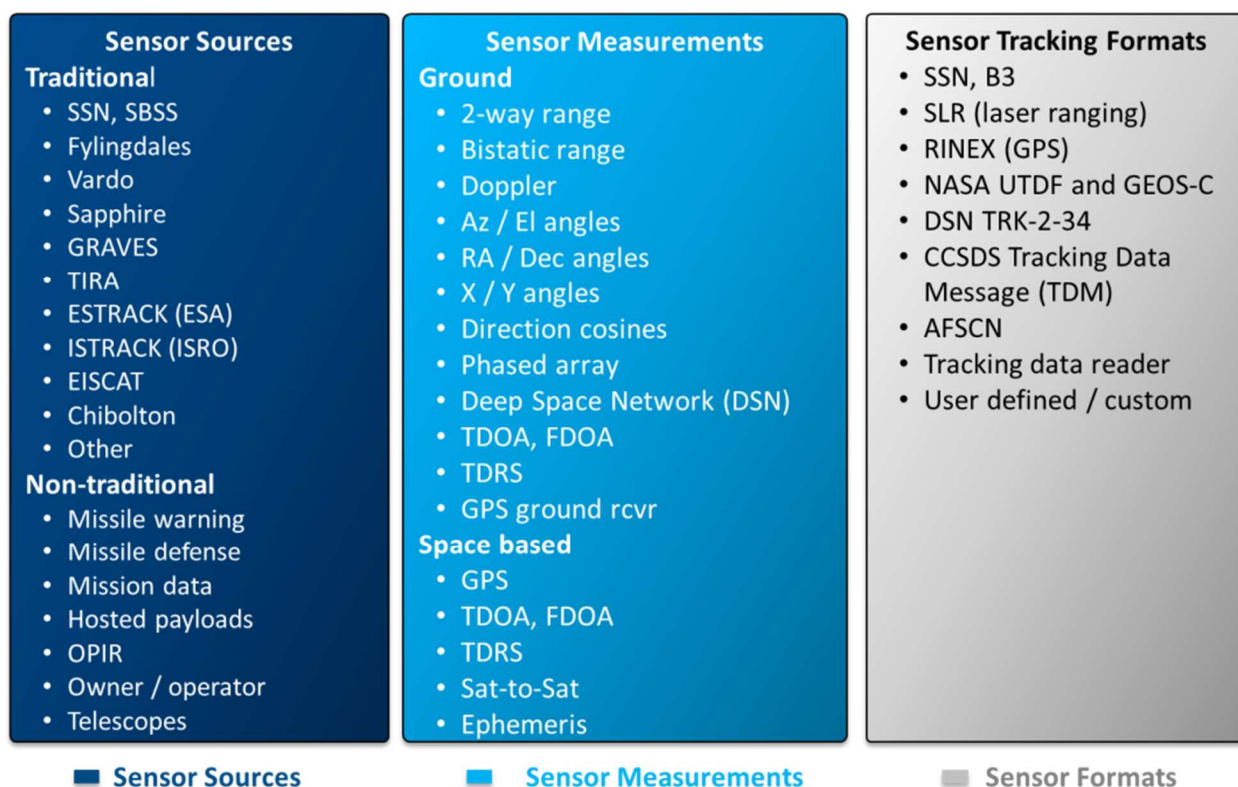 Sensor Sources
Traditional
• SSN, SBSS
• Fylingdales
• Vardo
• Sapphire
• GRAVES
• TIRA
• ESTRACK (ESA)
• ISTRACK (ISRO)
• EISCAT
• Chibolton
• Other
Non-traditional
• Missile warning
• Missile defense
• Mission data
• Hosted payloads
• OPIR
• Owner / operator
• Telescopes
Sensor Measurements
Ground
• 2-way range
• Bistatic range
• Doppler
• Az / El angles
• RA / Dec angles
• X / Y angles
• Direction cosines
• Phased array
• Deep Space Network (DSN)
• TDOA, FDOA
• TDRS
• GPS ground rcvr
Space based
• GPS
• TDOA, FDOA
• TDRS
• Sat-to-Sat
• Ephemeris
Sensor Tracking Formats
• SSN, B3
• SLR (laser ranging)
• RINEX (GPS)
• NASA UTDF and GEOS-C
• DSN TRK-2-34
• CCSDS Tracking Data
Message (TDM)
• AFSCN
• Tracking data reader
• User defined / custom
Sensor Sources
Sensor Measurements
Sensor Formats